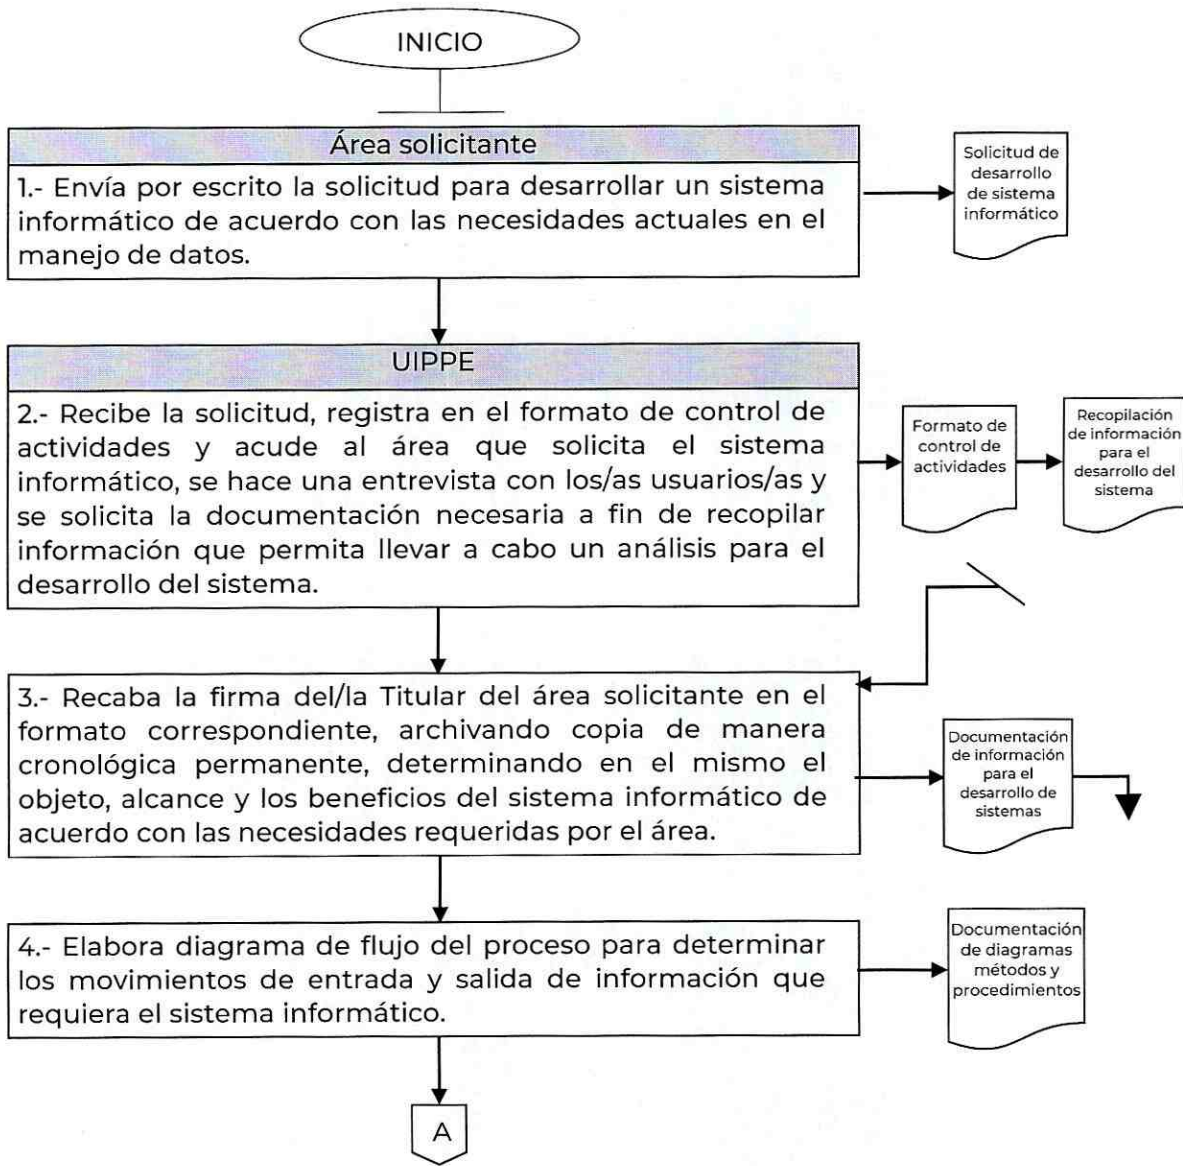 INICIO
Área solicitante
1.- Envía por escrito la solicitud para desarrollar un sistema
informático de acuerdo con las necesidades actuales en el
manejo de datos.
Solicitud de
desarrollo
de sistema
informático
UIPPE
2.- Recibe la solicitud, registra en el formato de control de
actividades y acude al área que solicita el sistema
informático, se hace una entrevista con los/as usuarios/as y
se solicita la documentación necesaria a fin de recopilar
información que permita llevar a cabo un análisis para el
desarrollo del sistema.
Formato de
control de
actividades
Recopilación
de información
para el
desarrollo del
sistema
3.- Recaba la firma del/la Titular del área solicitante en el
formato correspondiente, archivando copia de manera
cronológica permanente, determinando en el mismo el
objeto, alcance y los beneficios del sistema informático de
acuerdo con las necesidades requeridas por el área.
Documentación
de información
para el
desarrollo de
sistemas
4.- Elabora diagrama de flujo del proceso para determinar
los movimientos de entrada y salida de información que
requiera el sistema informático.
Documentación
de diagramas
métodos y
procedimientos
A